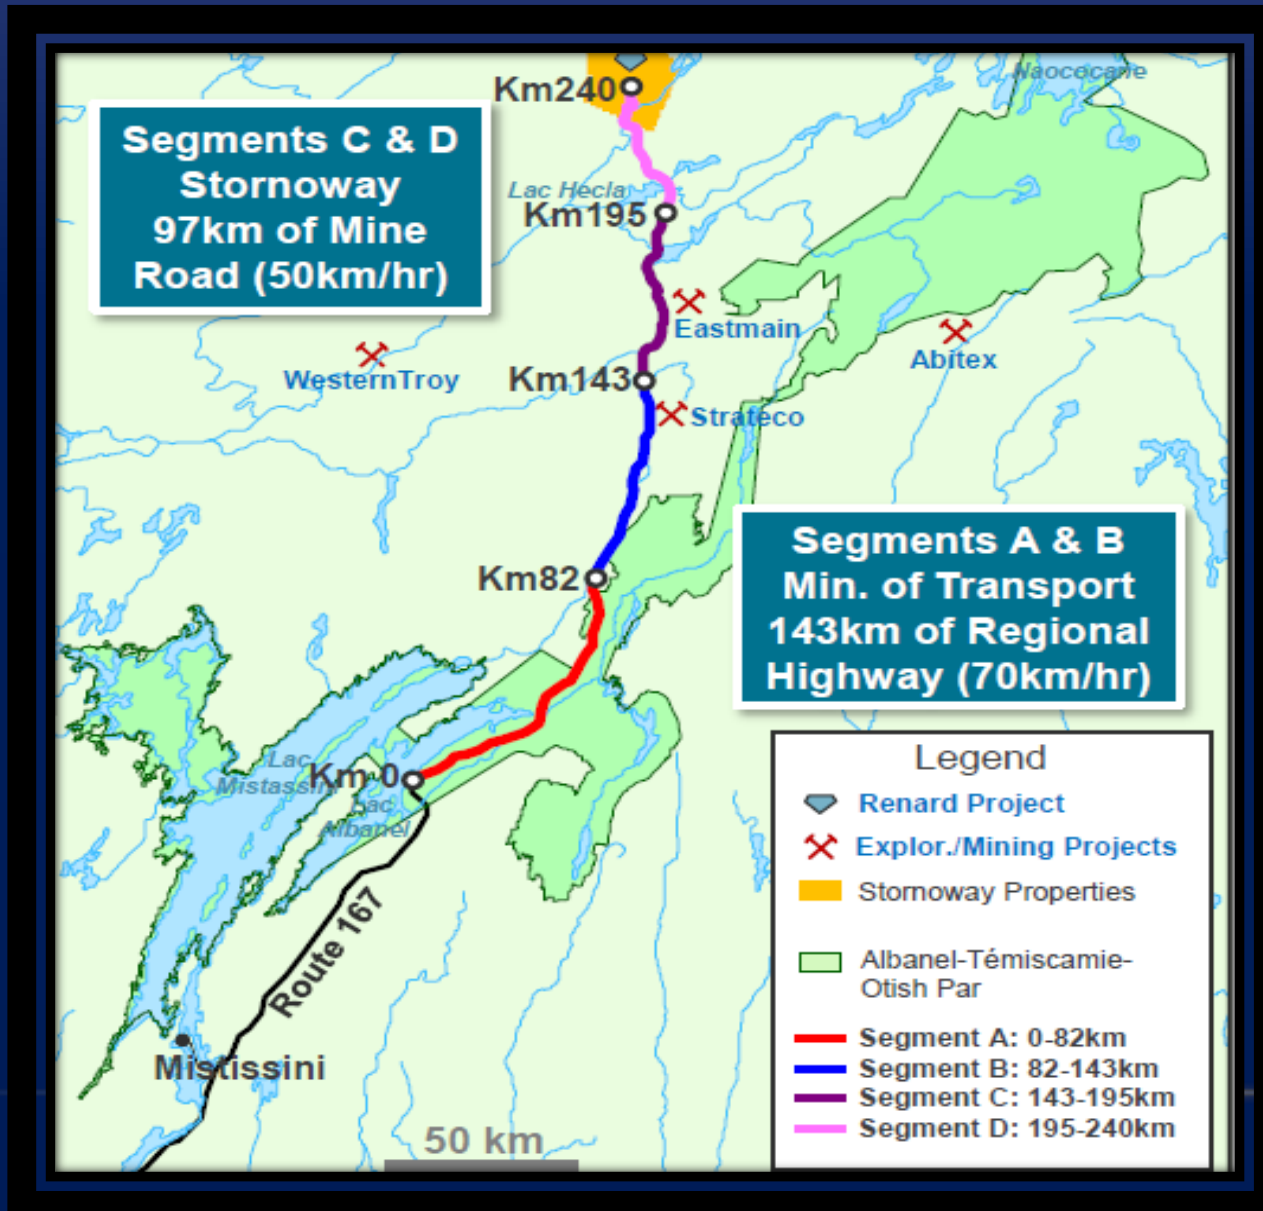 Naococane
Km240
Segments C & D
Stornoway
97km of Mine
Road (50km/hr)
Lac Hecla
Km195
Eastmain
Abitex
WesternTroy
Km143
Strateco
Segments A & B
Min. of Transport
143km of Regional
Highway (70km/hr)
Km82
Lac
Mistassini
Km 0
Lac
Albanel
Route 167
Mistissini
50 km
Legend
Renard Project
Explor./Mining Projects
Stornoway Properties
Albanel-Témiscamie-
Otish Par
Segment A: 0-82km
Segment B: 82-143km
Segment C: 143-195km
Segment D: 195-240km